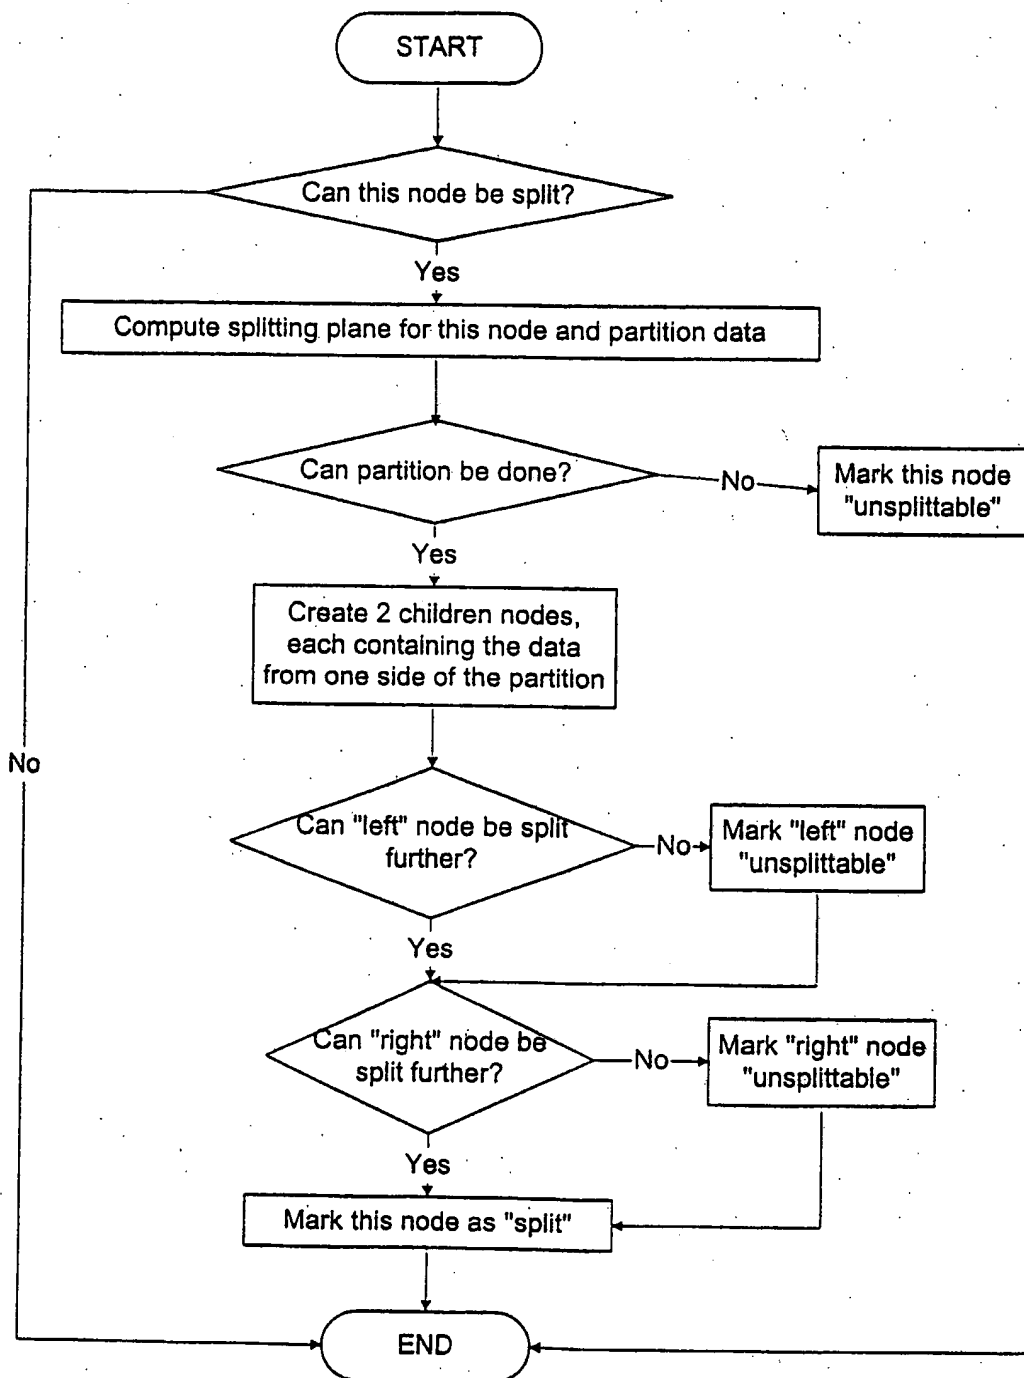 START
Can this node be split?
Yes
Compute splitting plane for this node and partition data
Can partition be done?
No
Mark this node
"unsplittable"
Yes
Create 2 children nodes,
each containing the data
from one side of the partition
No
Can "left" node be split
further?
No
Mark "left" node
"unsplittable"
Yes
Can "right" node be
split further?
No
Mark "right" node
"unsplittable"
Yes
Mark this node as "split"
END